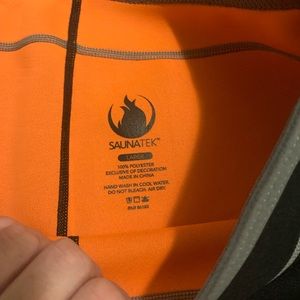 SAUNATEK™
LARGE
100% POLYESTER
EXCLUSIVE OF DECORATION
MADE IN CHINA
HAND WASH IN COOL WATER.
DO NOT BLEACH. AIR DRY.